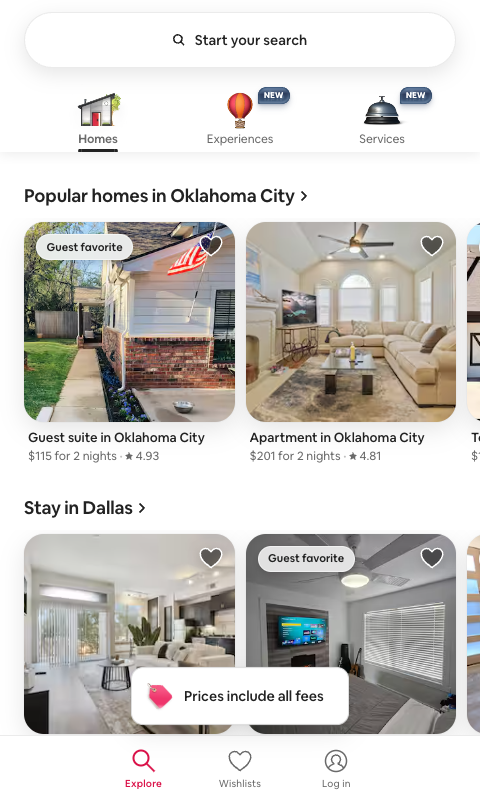 Start your search
NEW
NEW
Homes
Experiences
Services
Popular homes in Oklahoma City
Guest favorite
Guest suite in Oklahoma City
$115 for 2 nights · ★ 4.93
Apartment in Oklahoma City
$201 for 2 nights · ★ 4.81
Stay in Dallas
Guest favorite
Prices include all fees
Explore
Wishlists
Log in